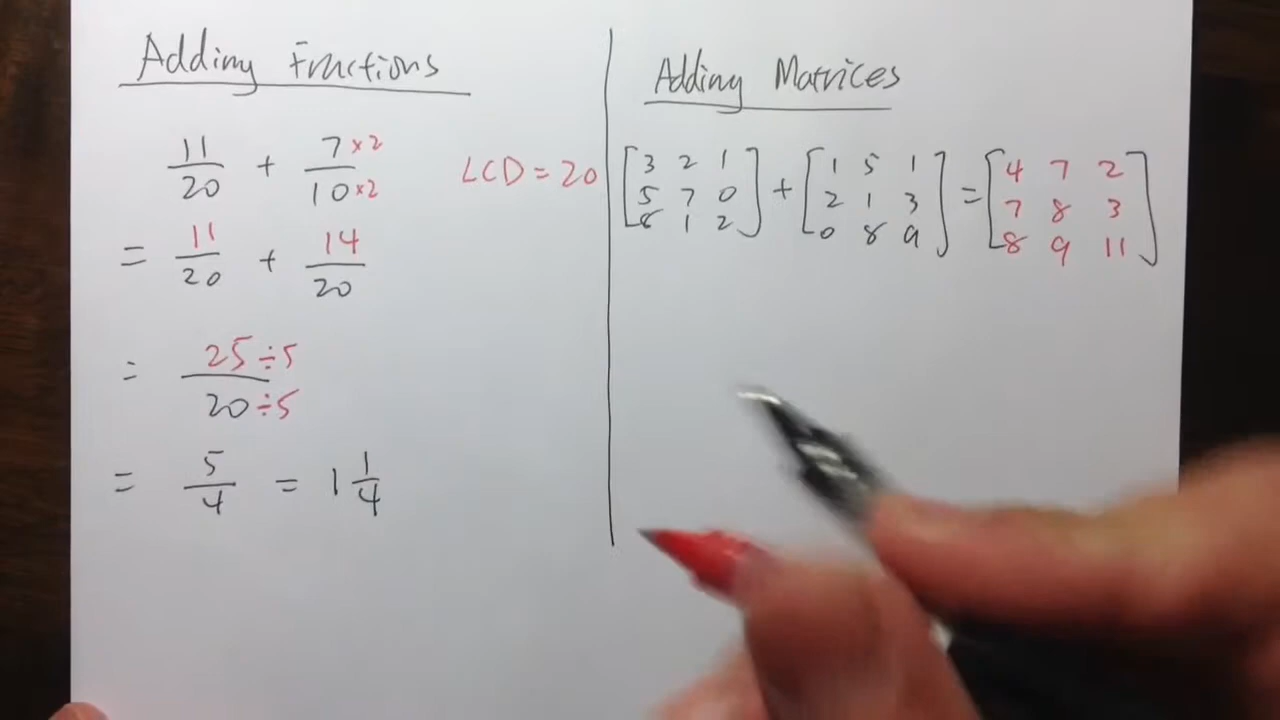 Adding Fractions
11/20 + 7×2/10×2 LCD = 20
= 11/20 + 14/20
= 25÷5/20÷5
= 5/4 = 1 1/4
Adding Matrices
[3 2 1] + [1 5 1] = [4 7 2]
[5 7 0] [2 1 3] [7 8 3]
[8 1 2] [0 8 9] [8 9 11]